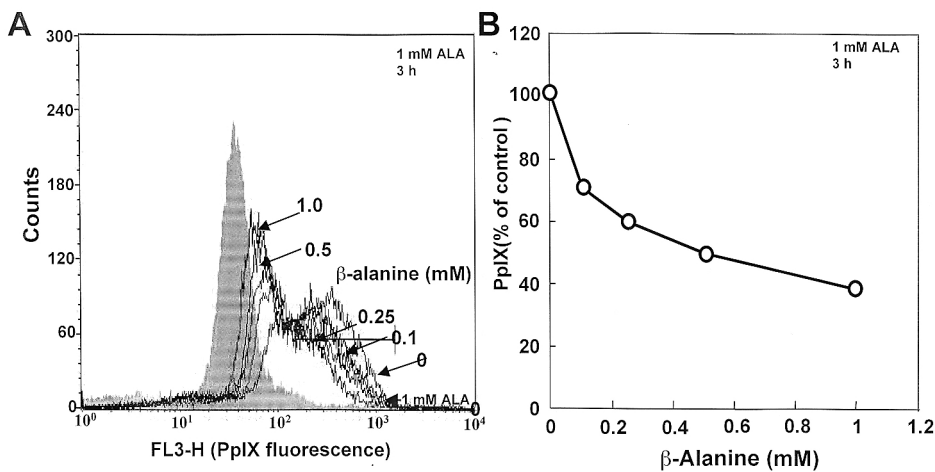 A
300
240
180
120
60
0
Counts
1 mM ALA
3 h
1.0
0.5
β-alanine (mM)
0.25
0.1
0
1 mM ALA
10⁰
10¹
10²
10³
10⁴
FL3-H (PpIX fluorescence)
B
120
100
80
60
40
20
0
PpIX(% of control )
1 mM ALA
3 h
0
0.2
0.4
0.6
0.8
1
1.2
β-Alanine (mM)